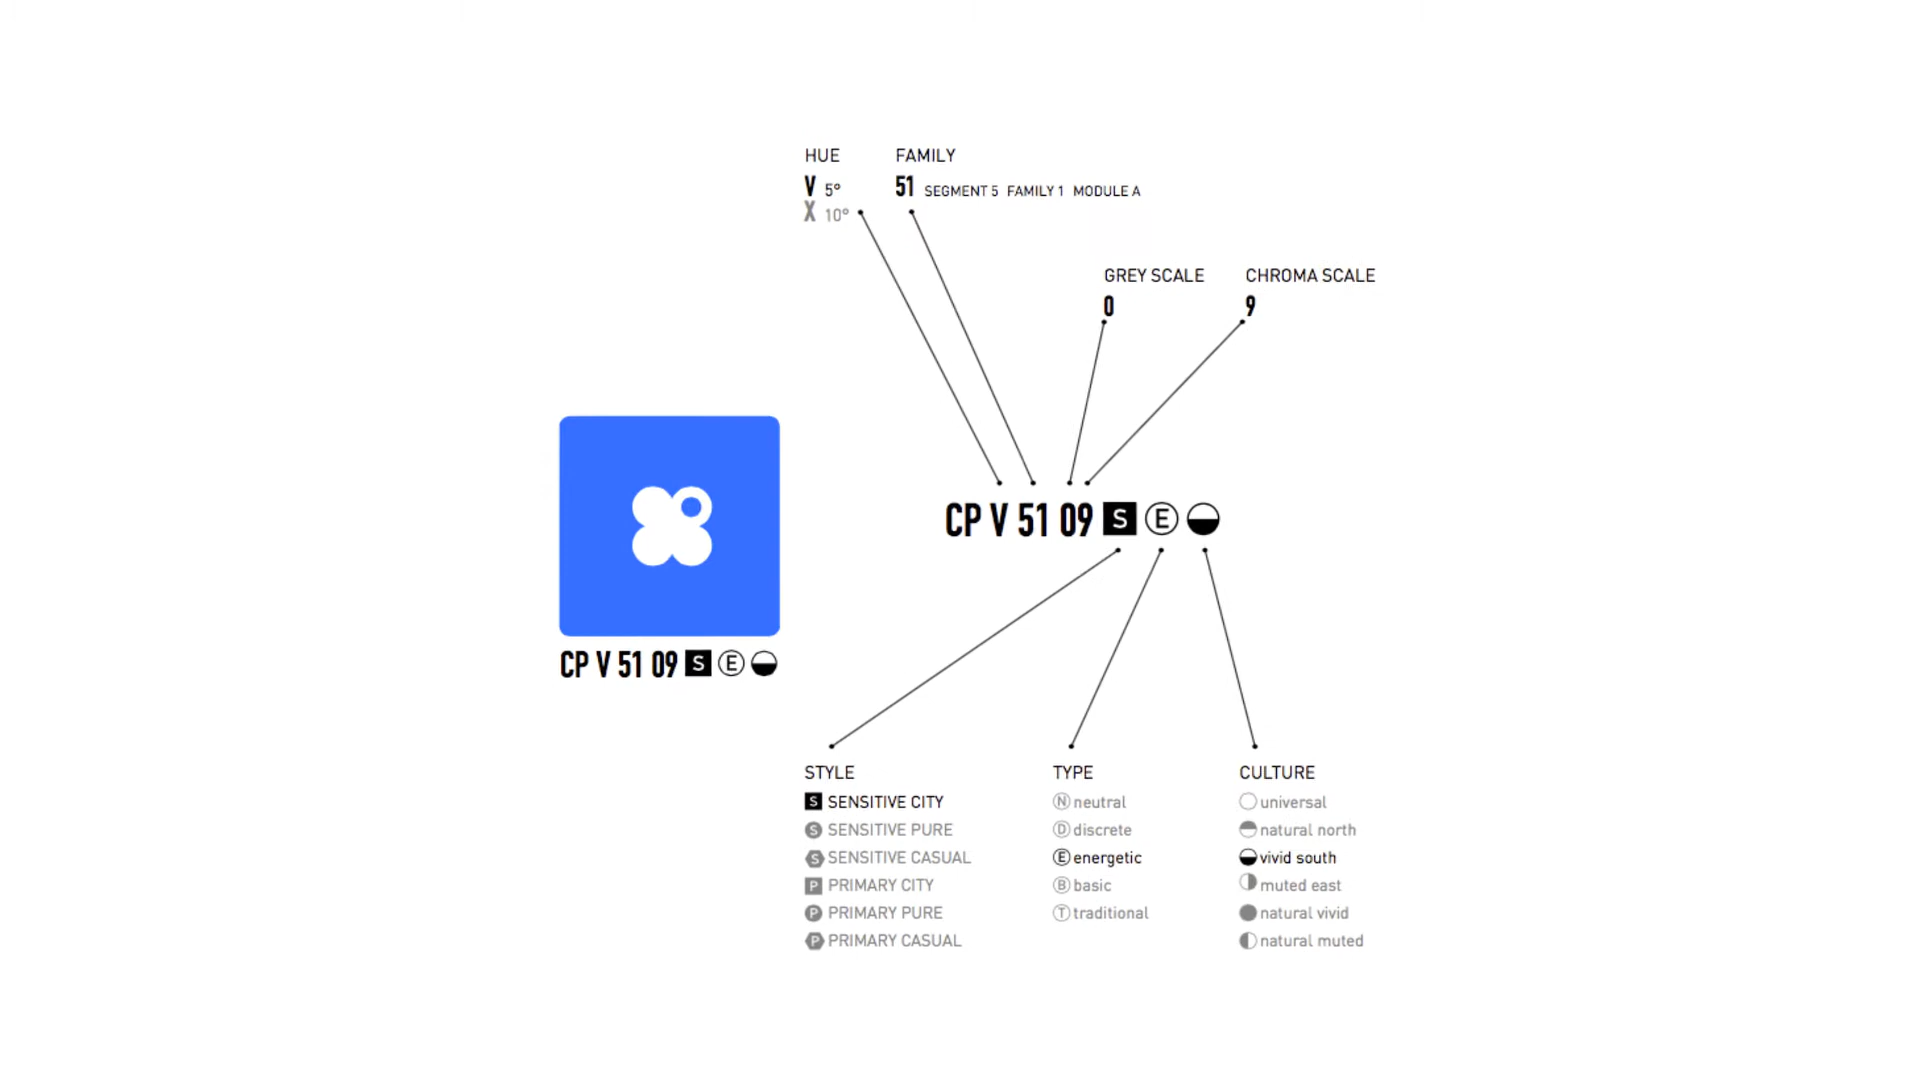 HUE
V 5°
X 10°
FAMILY
51 SEGMENT 5 FAMILY 1 MODULE A
GREY SCALE
0
CHROMA SCALE
9
CP V 51 09 S E
CP V 51 09 S E
STYLE
S SENSITIVE CITY
S SENSITIVE PURE
S SENSITIVE CASUAL
P PRIMARY CITY
P PRIMARY PURE
P PRIMARY CASUAL
TYPE
N neutral
D discrete
E energetic
B basic
T traditional
CULTURE
universal
natural north
vivid south
muted east
natural vivid
natural muted